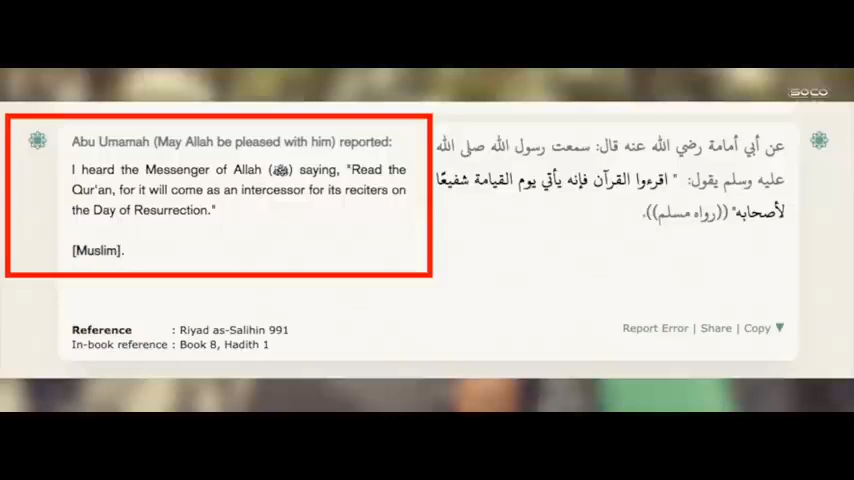 SOCO
Abu Umamah (May Allah be pleased with him) reported:
I heard the Messenger of Allah (ﷺ) saying, "Read the
Qur'an, for it will come as an intercessor for its reciters on
the Day of Resurrection."
[Muslim].
عن أبي أمامة رضي الله عنه قال: سمعت رسول الله صلى الله
عليه وسلم يقول: " اقرءوا القرآن فإنه يأتي يوم القيامة شفيعًا
لأصحابه" ((رواه مسلم)).
Reference : Riyad as-Salihin 991
In-book reference : Book 8, Hadith 1
Report Error | Share | Copy ▼